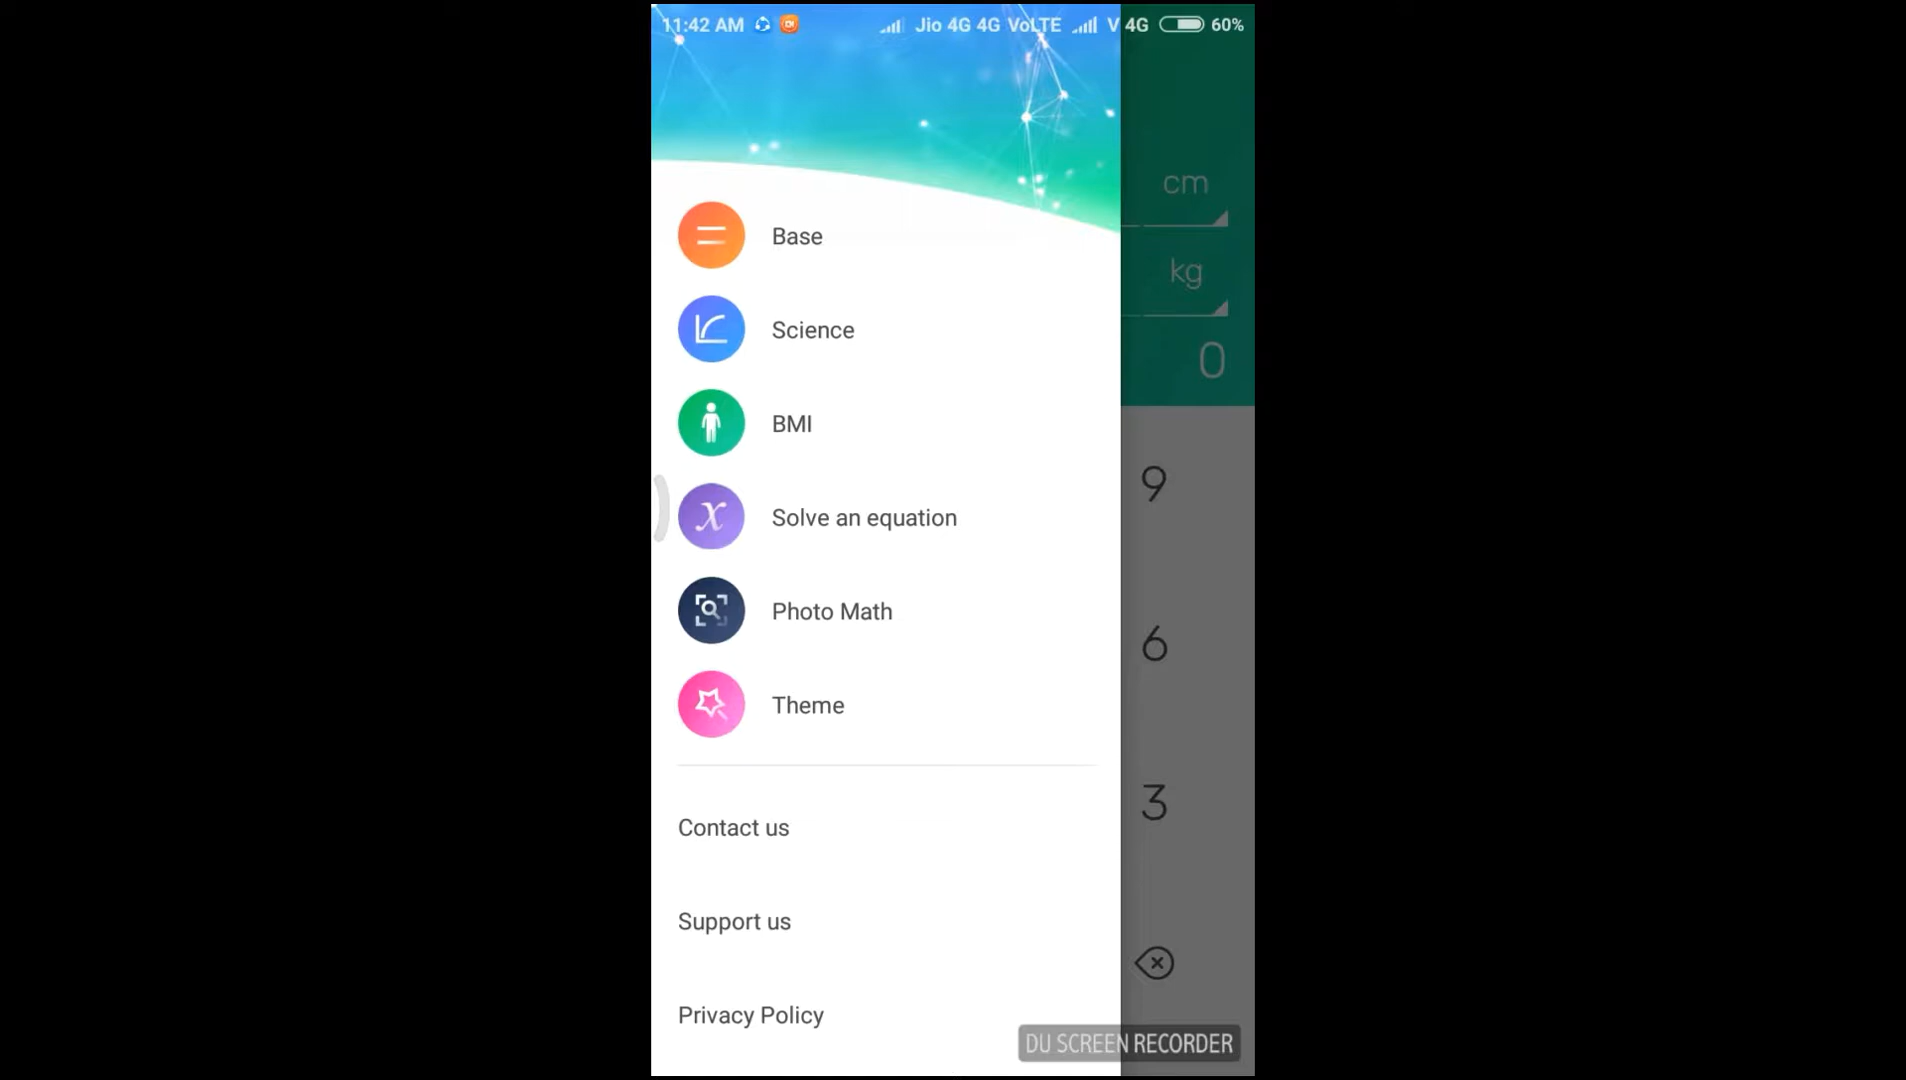 11:42 AM Jio 4G 4G VoLTE V 4G 60%
cm
Base
kg
Science
0
BMI
9
Solve an equation
Photo Math
6
Theme
3
Contact us
Support us
Privacy Policy
DU SCREEN RECORDER